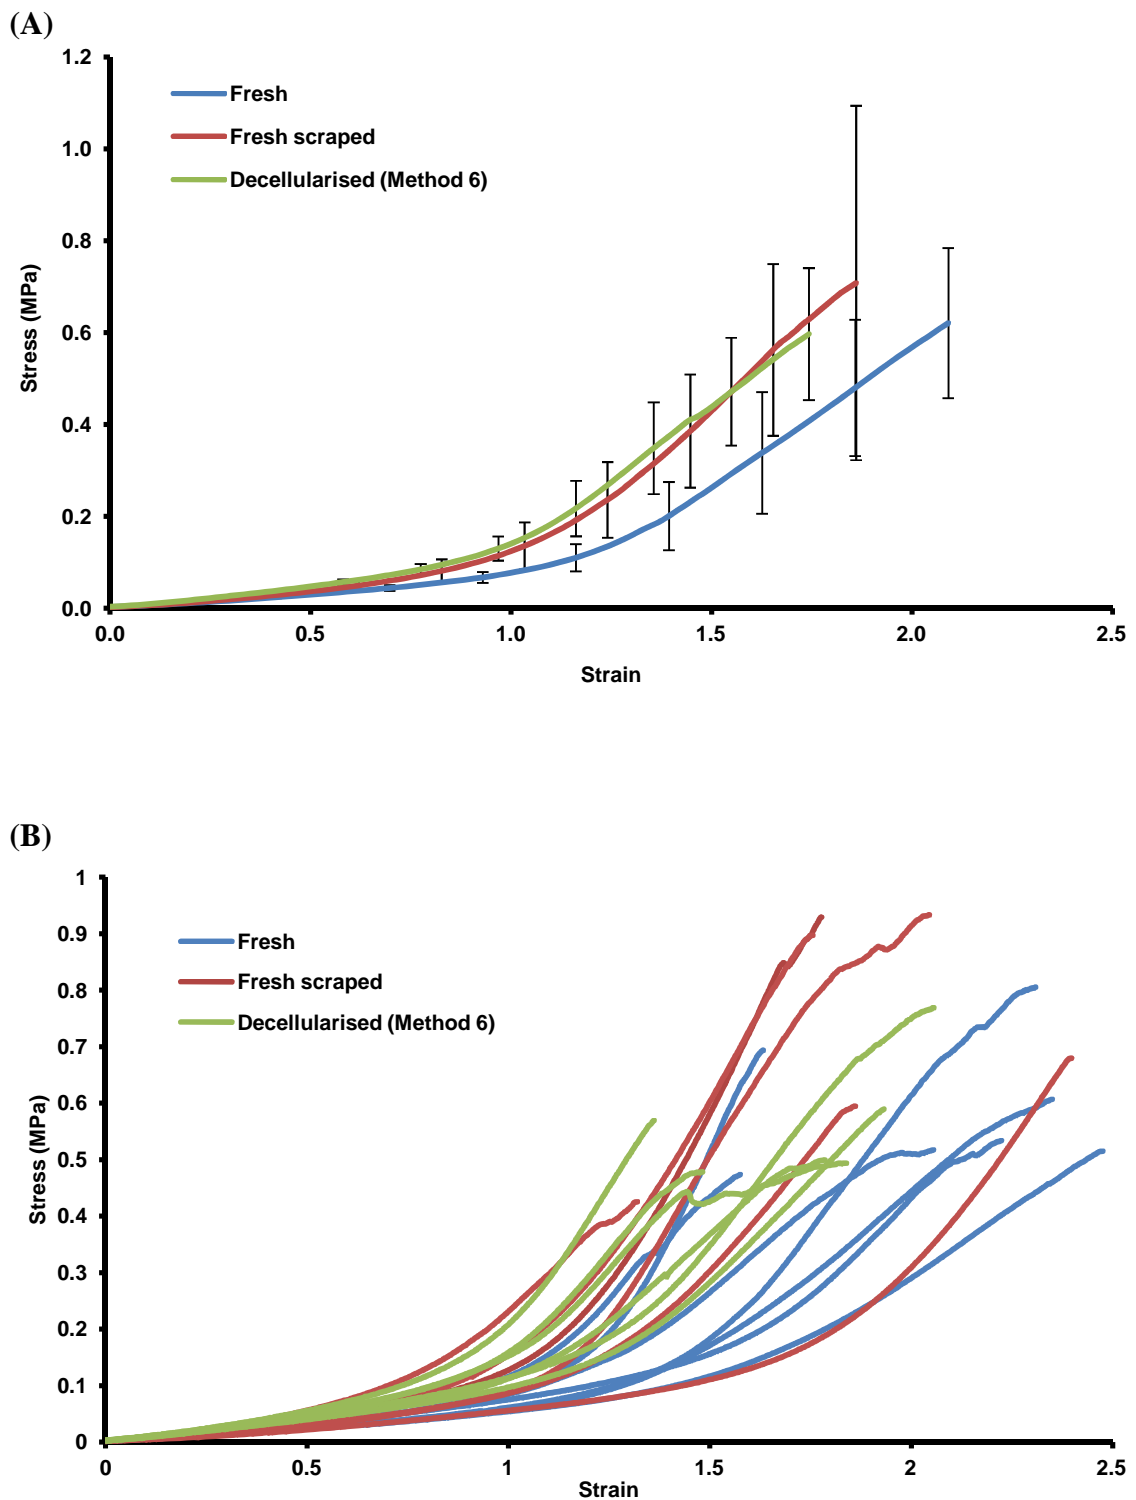 (A)
1.2
Fresh
1.0
Fresh scraped
Decellularised (Method 6)
0.8
Stress (MPa)
0.6
0.4
0.2
0.0
0.0 0.5 1.0 1.5 2.0 2.5
Strain
(B)
1
0.9
Fresh
Fresh scraped
0.8
Decellularised (Method 6)
0.7
0.6
Stress (MPa)
0.5
0.4
0.3
0.2
0.1
0
0 0.5 1 1.5 2 2.5
Strain